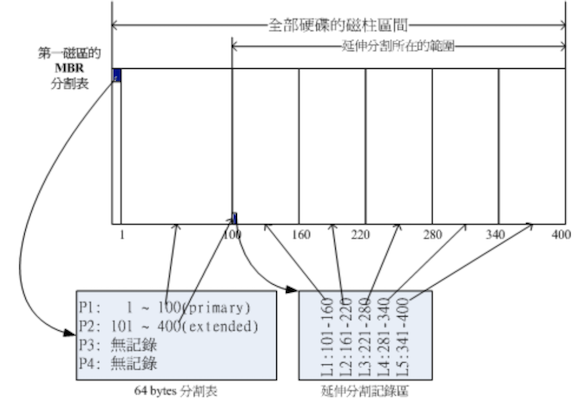 全部硬碟的磁柱區間
延伸分割所在的範圍
第一磁區的
MBR
分割表
1
100
160
220
280
340
400
P1: 1 ~ 100(primary)
P2: 101 ~ 400(extended)
P3: 無記錄
P4: 無記錄
L1:101-160
L2:161-220
L3:221-280
L4:281-340
L5:341-400
64 bytes 分割表
延伸分割記錄區